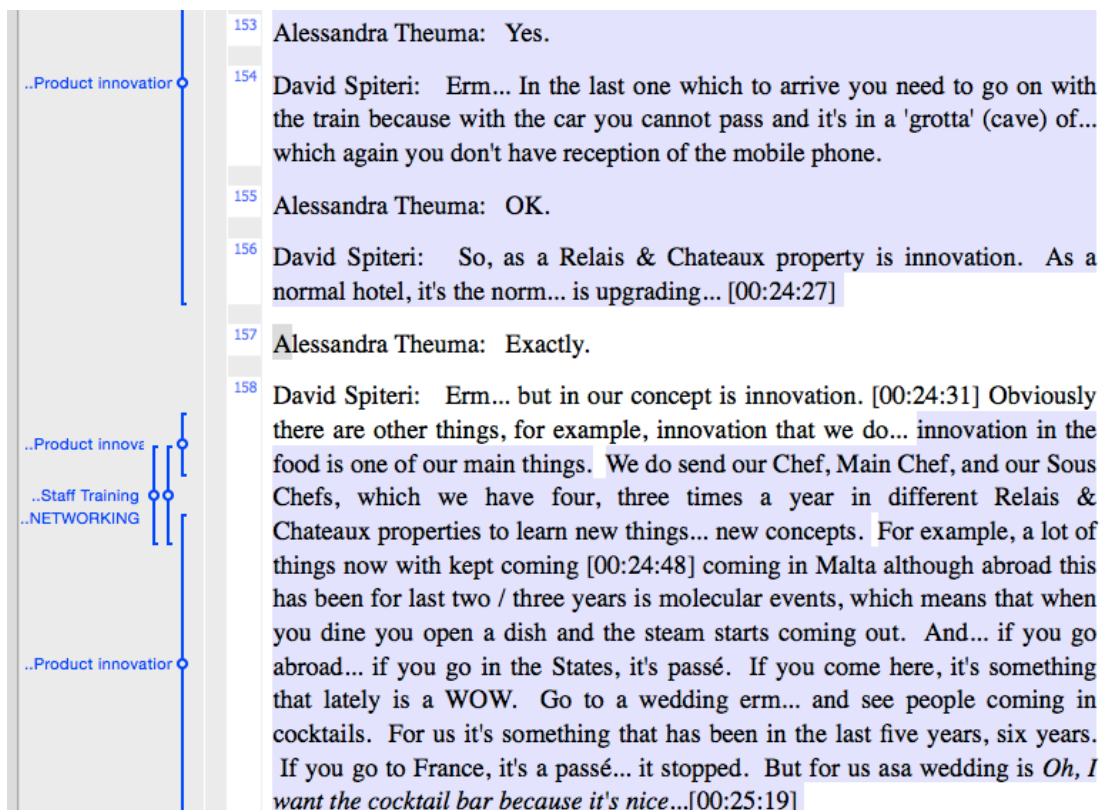 153
Alessandra Theuma: Yes.
..Product innovation
154
David Spiteri: Erm... In the last one which to arrive you need to go on with
the train because with the car you cannot pass and it's in a 'grotta' (cave) of...
which again you don't have reception of the mobile phone.
155
Alessandra Theuma: OK.
156
David Spiteri: So, as a Relais & Chateaux property is innovation. As a
normal hotel, it's the norm... is upgrading... [00:24:27]
157
Alessandra Theuma: Exactly.
158
David Spiteri: Erm... but in our concept is innovation. [00:24:31] Obviously
there are other things, for example, innovation that we do... innovation in the
..Product innova
food is one of our main things. We do send our Chef, Main Chef, and our Sous
..Staff Training
Chefs, which we have four, three times a year in different Relais &
..NETWORKING
Chateaux properties to learn new things... new concepts. For example, a lot of
things now with kept coming [00:24:48] coming in Malta although abroad this
has been for last two / three years is molecular events, which means that when
you dine you open a dish and the steam starts coming out. And... if you go
..Product innovation
abroad... if you go in the States, it's passé. If you come here, it's something
that lately is a WOW. Go to a wedding erm... and see people coming in
cocktails. For us it's something that has been in the last five years, six years.
If you go to France, it's a passé... it stopped. But for us asa wedding is Oh, I
want the cocktail bar because it's nice...[00:25:19]